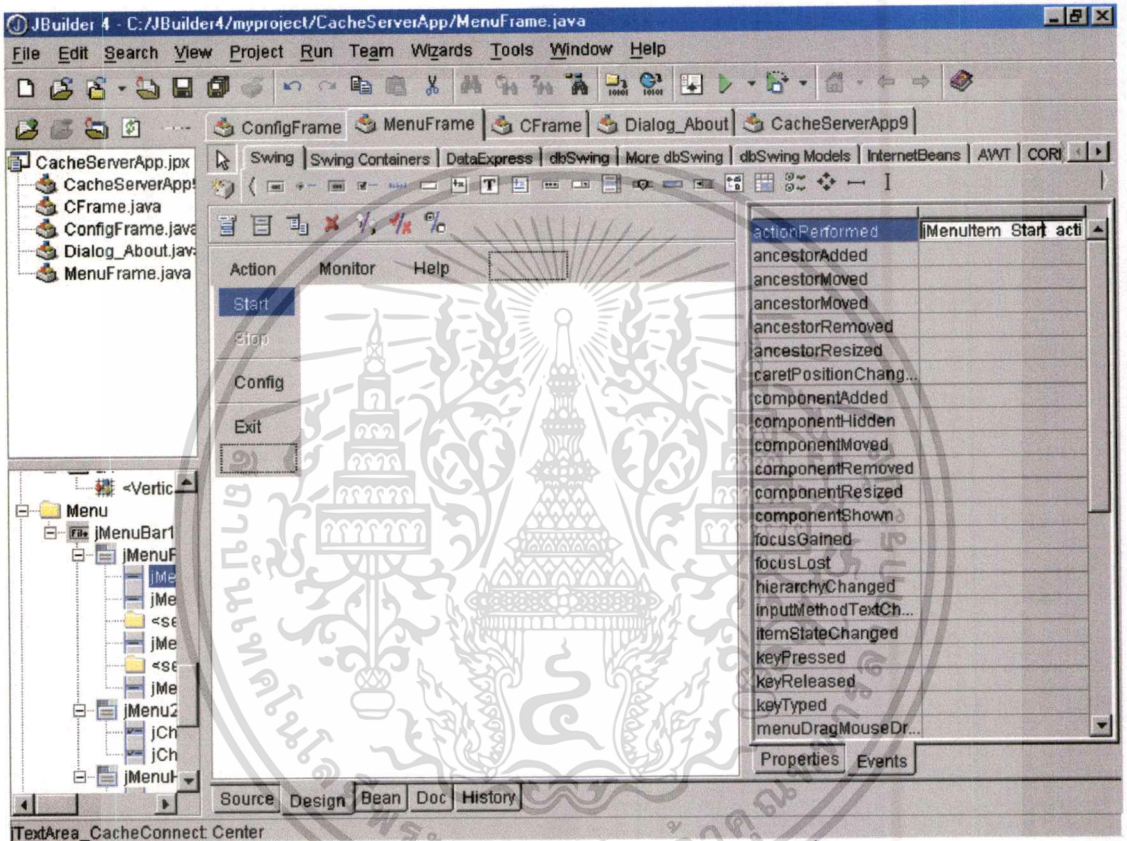 JBuilder 4 - C:/JBuilder4/myproject/CacheServerApp/MenuFrame.java
File Edit Search View Project Run Team Wizards Tools Window Help
ConfigFrame MenuFrame CFrame Dialog_About CacheServerApp9
CacheServerApp.jpx
CacheServerApp9
CFrame.java
ConfigFrame.java
Dialog_About.java
MenuFrame.java
Swing Swing Containers DataExpress dbSwing More dbSwing dbSwing Models InternetBeans AWT CORI
Action Monitor Help
Start
Stop
Config
Exit
actionPerformed jMenuItem_Start_acti
ancestorAdded
ancestorMoved
ancestorMoved
ancestorRemoved
ancestorResized
caretPositionChang...
componentAdded
componentHidden
componentMoved
componentRemoved
componentResized
componentShown
focusGained
focusLost
hierarchyChanged
inputMethodTextCh...
itemStateChanged
keyPressed
keyReleased
keyTyped
menuDragMouseDr...
Properties Events
<Vertic
Menu
jMenuBar1
jMenuF
jMe
jMe
<se
jMe
<se
jMe
jMenu2
jCh
jCh
jMenuH
Source Design Bean Doc History
jTextArea_CacheConnect: Center